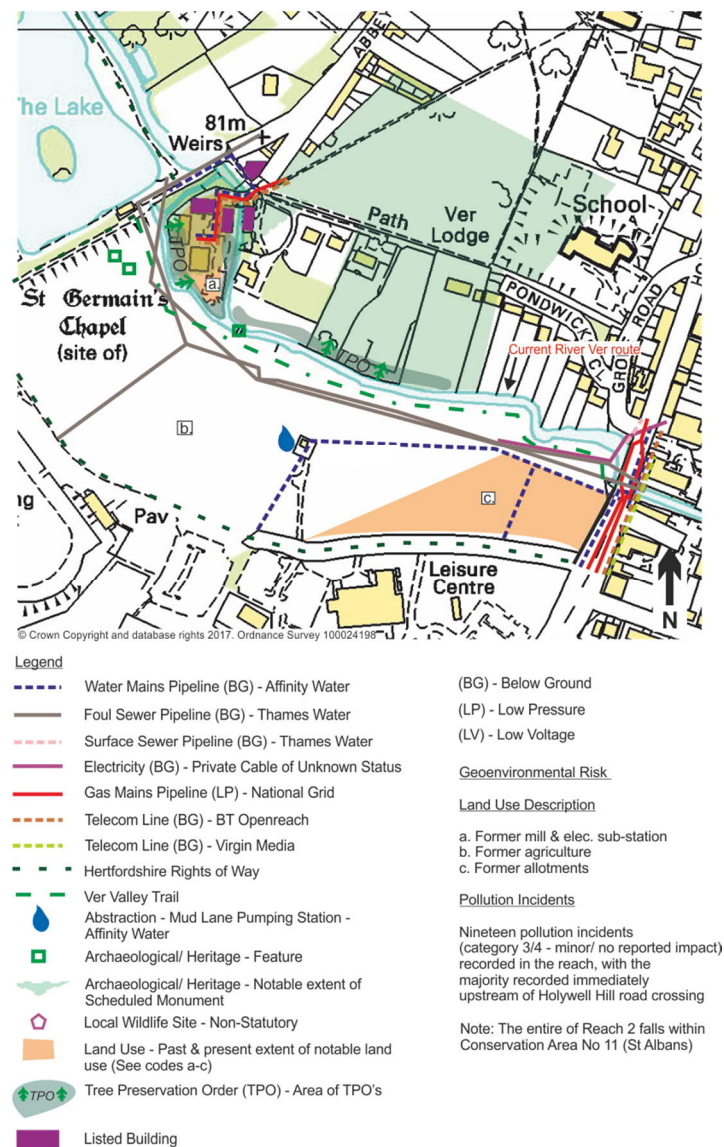 The Lake
81m
Weirs
ABBEY
School
Path
Ver
Lodge
TPO
a.
St Germain's
Chapel
(site of)
PONDWICK CL
ROAD
Current River Ver route
TPO
b.
c.
Pav
Leisure
Centre
N
© Crown Copyright and database rights 2017. Ordnance Survey 100024198
Legend
Water Mains Pipeline (BG) - Affinity Water
Foul Sewer Pipeline (BG) - Thames Water
Surface Sewer Pipeline (BG) - Thames Water
Electricity (BG) - Private Cable of Unknown Status
Gas Mains Pipeline (LP) - National Grid
Telecom Line (BG) - BT Openreach
Telecom Line (BG) - Virgin Media
Hertfordshire Rights of Way
Ver Valley Trail
Abstraction - Mud Lane Pumping Station -
Affinity Water
Archaeological/ Heritage - Feature
Archaeological/ Heritage - Notable extent of
Scheduled Monument
Local Wildlife Site - Non-Statutory
Land Use - Past & present extent of notable land
use (See codes a-c)
TPO
Tree Preservation Order (TPO) - Area of TPO's
Listed Building
(BG) - Below Ground
(LP) - Low Pressure
(LV) - Low Voltage
Geoenvironmental Risk
Land Use Description
a. Former mill & elec. sub-station
b. Former agriculture
c. Former allotments
Pollution Incidents
Nineteen pollution incidents
(category 3/4 - minor/ no reported impact)
recorded in the reach, with the
majority recorded immediately
upstream of Holywell Hill road crossing
Note: The entire of Reach 2 falls within
Conservation Area No 11 (St Albans)